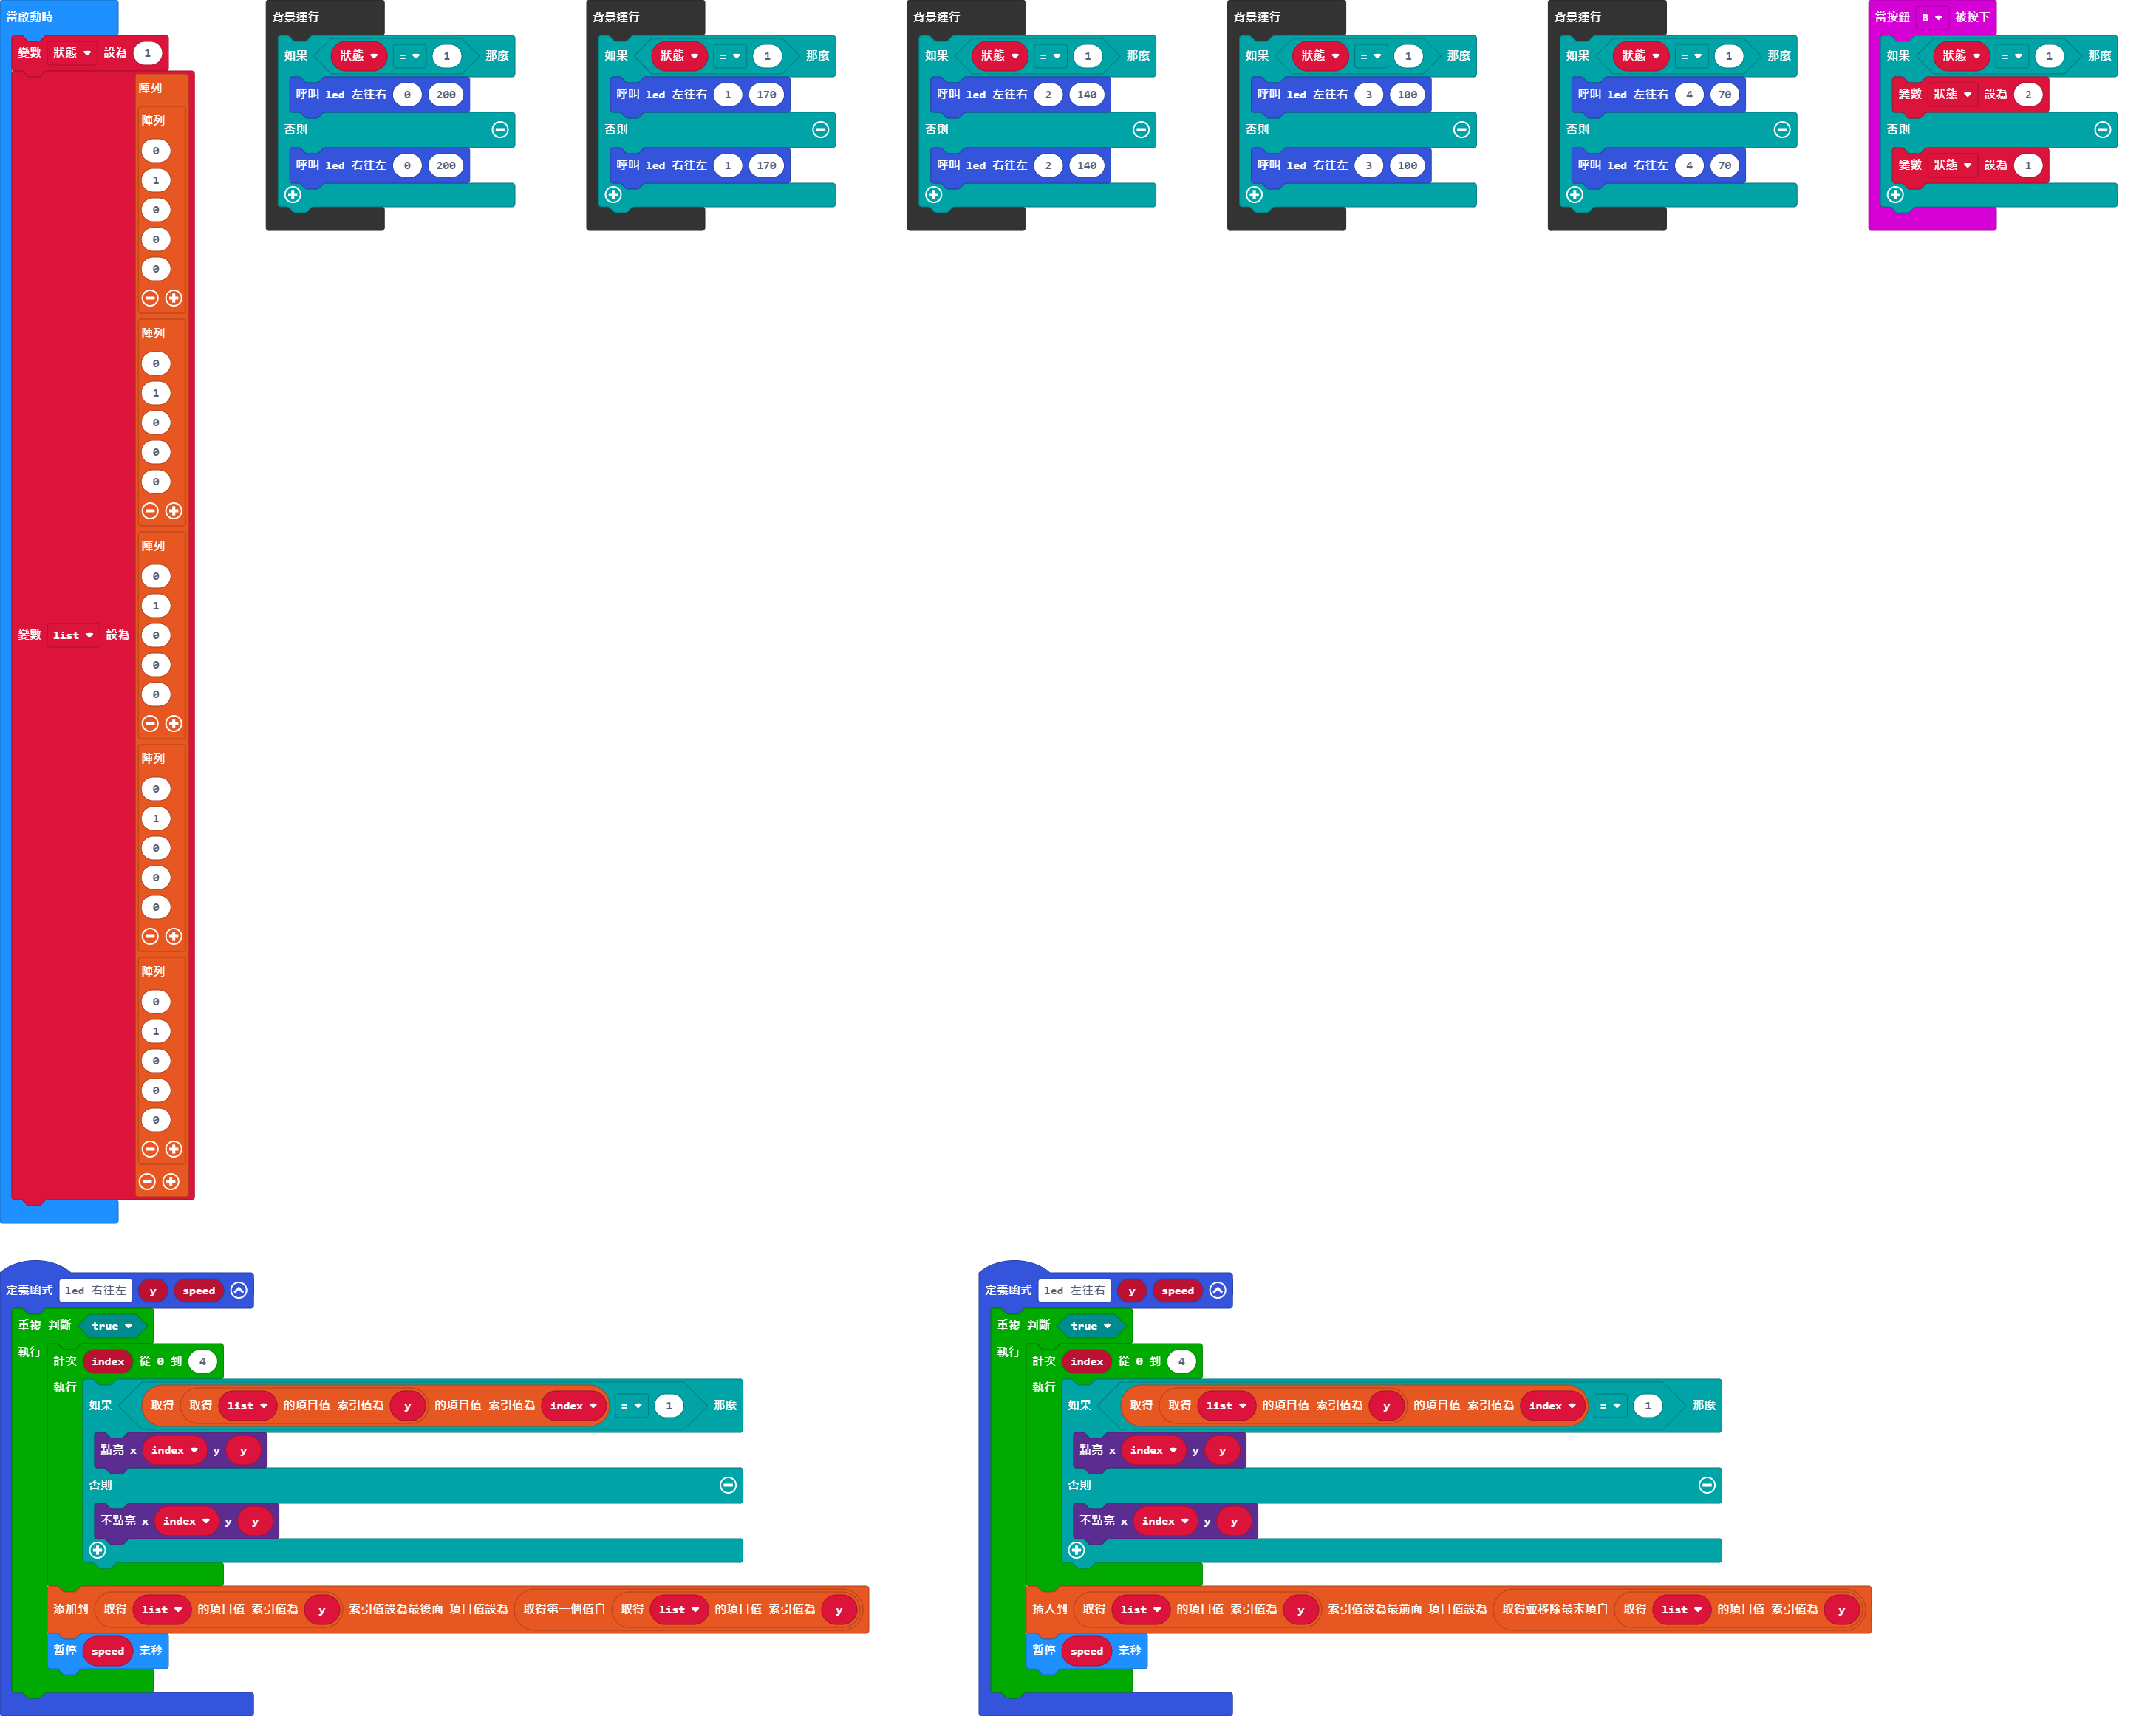 當啟動時
變數 狀態 設為 1
變數 list 設為
陣列
陣列
0
1
0
0
0
陣列
0
1
0
0
0
陣列
0
1
0
0
0
陣列
0
1
0
0
0
陣列
0
1
0
0
0
背景運行
如果 狀態 = 1 那麼
呼叫 led 左往右 0 200
否則
呼叫 led 右往左 0 200
背景運行
如果 狀態 = 1 那麼
呼叫 led 左往右 1 170
否則
呼叫 led 右往左 1 170
背景運行
如果 狀態 = 1 那麼
呼叫 led 左往右 2 140
否則
呼叫 led 右往左 2 140
背景運行
如果 狀態 = 1 那麼
呼叫 led 左往右 3 100
否則
呼叫 led 右往左 3 100
背景運行
如果 狀態 = 1 那麼
呼叫 led 左往右 4 70
否則
呼叫 led 右往左 4 70
當按鈕 B 被按下
如果 狀態 = 1 那麼
變數 狀態 設為 2
否則
變數 狀態 設為 1
定義函式 led 右往左 y speed
重複 判斷 true
執行
計次 index 從 0 到 4
執行
如果 取得 取得 list 的項目值 索引值為 y 的項目值 索引值為 index = 1 那麼
點亮 x index y y
否則
不點亮 x index y y
添加到 取得 list 的項目值 索引值為 y 索引值設為最後面 項目值設為 取得第一個值自 取得 list 的項目值 索引值為 y
暫停 speed 毫秒
定義函式 led 左往右 y speed
重複 判斷 true
執行
計次 index 從 0 到 4
執行
如果 取得 取得 list 的項目值 索引值為 y 的項目值 索引值為 index = 1 那麼
點亮 x index y y
否則
不點亮 x index y y
插入到 取得 list 的項目值 索引值為 y 索引值設為最前面 項目值設為 取得並移除最末項自 取得 list 的項目值 索引值為 y
暫停 speed 毫秒